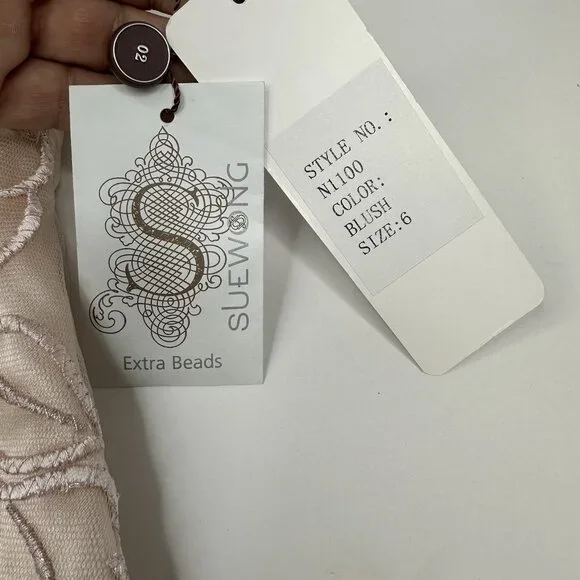 02
S
SUEWONG
Extra Beads
STYLE NO.:
N1100
COLOR:
BLUSH
SIZE:6